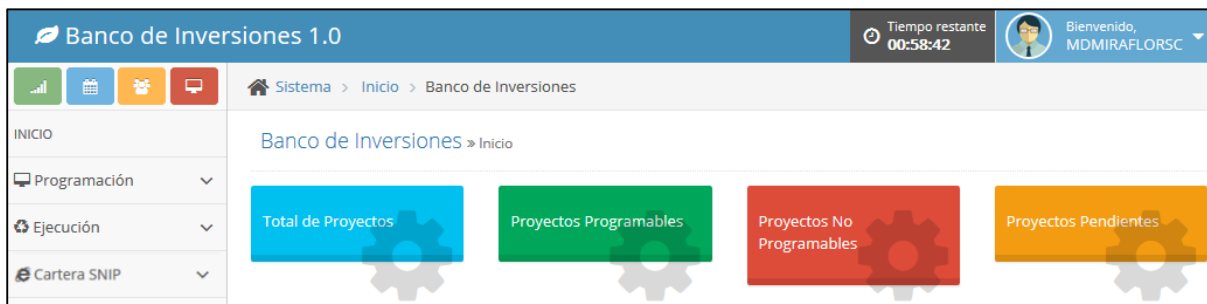 Banco de Inversiones 1.0
Tiempo restante
00:58:42
Bienvenido,
MDMIRAFLORSC
Sistema > Inicio > Banco de Inversiones
INICIO
Programación
Ejecución
Cartera SNIP
Banco de Inversiones » Inicio
Total de Proyectos
Proyectos Programables
Proyectos No
Programables
Proyectos Pendientes